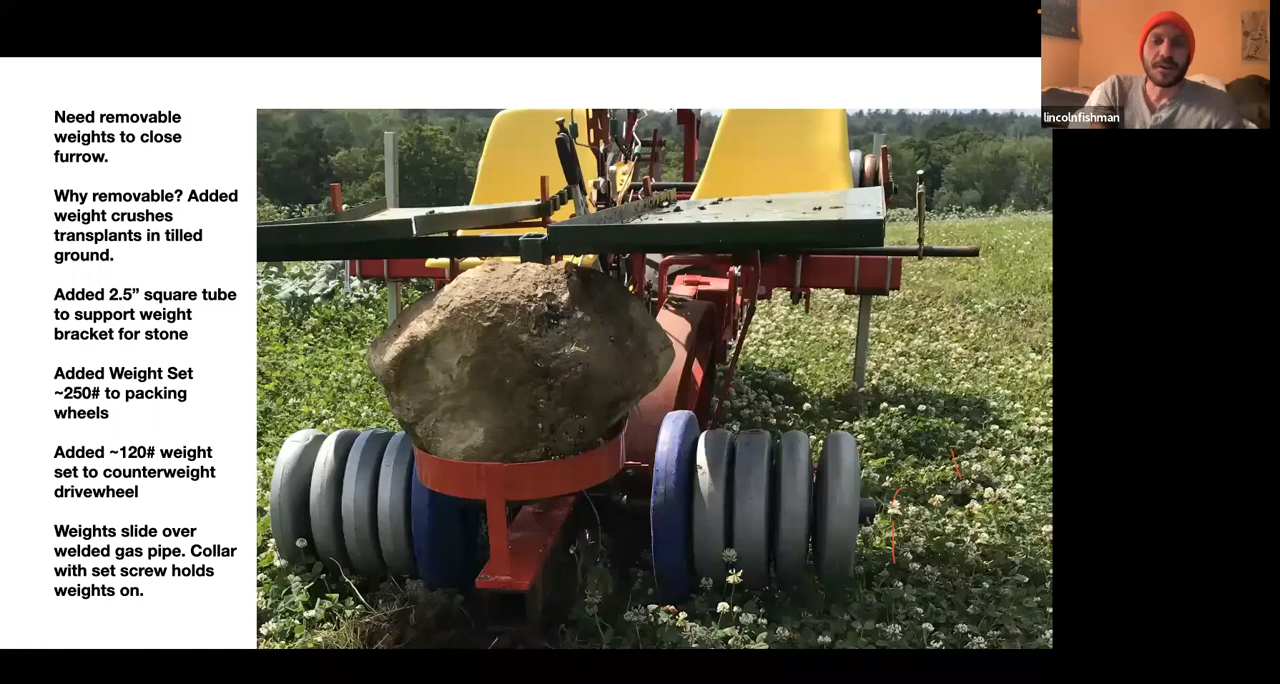 Need removable
weights to close
furrow.
Why removable? Added
weight crushes
transplants in tilled
ground.
Added 2.5” square tube
to support weight
bracket for stone
Added Weight Set
~250# to packing
wheels
Added ~120# weight
set to counterweight
drivewheel
Weights slide over
welded gas pipe. Collar
with set screw holds
weights on.
lincolnfishman